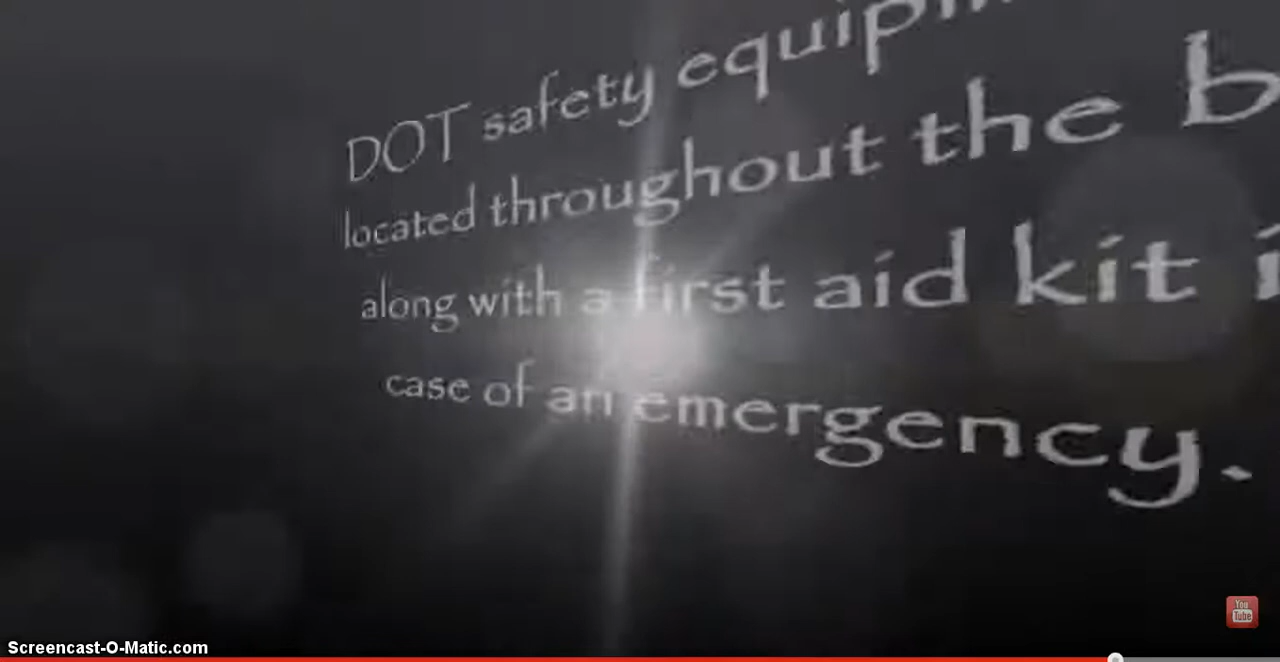 DOT safety equipm
located throughout the b
along with a first aid kit i
case of an emergency.
You
Tube
Screencast-O-Matic.com